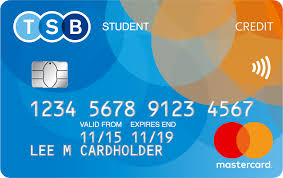 TSB STUDENT CREDIT
1234 5678 9123 4567
VALID FROM EXPIRES END
11/15 11/19
LEE M CARDHOLDER
mastercard.